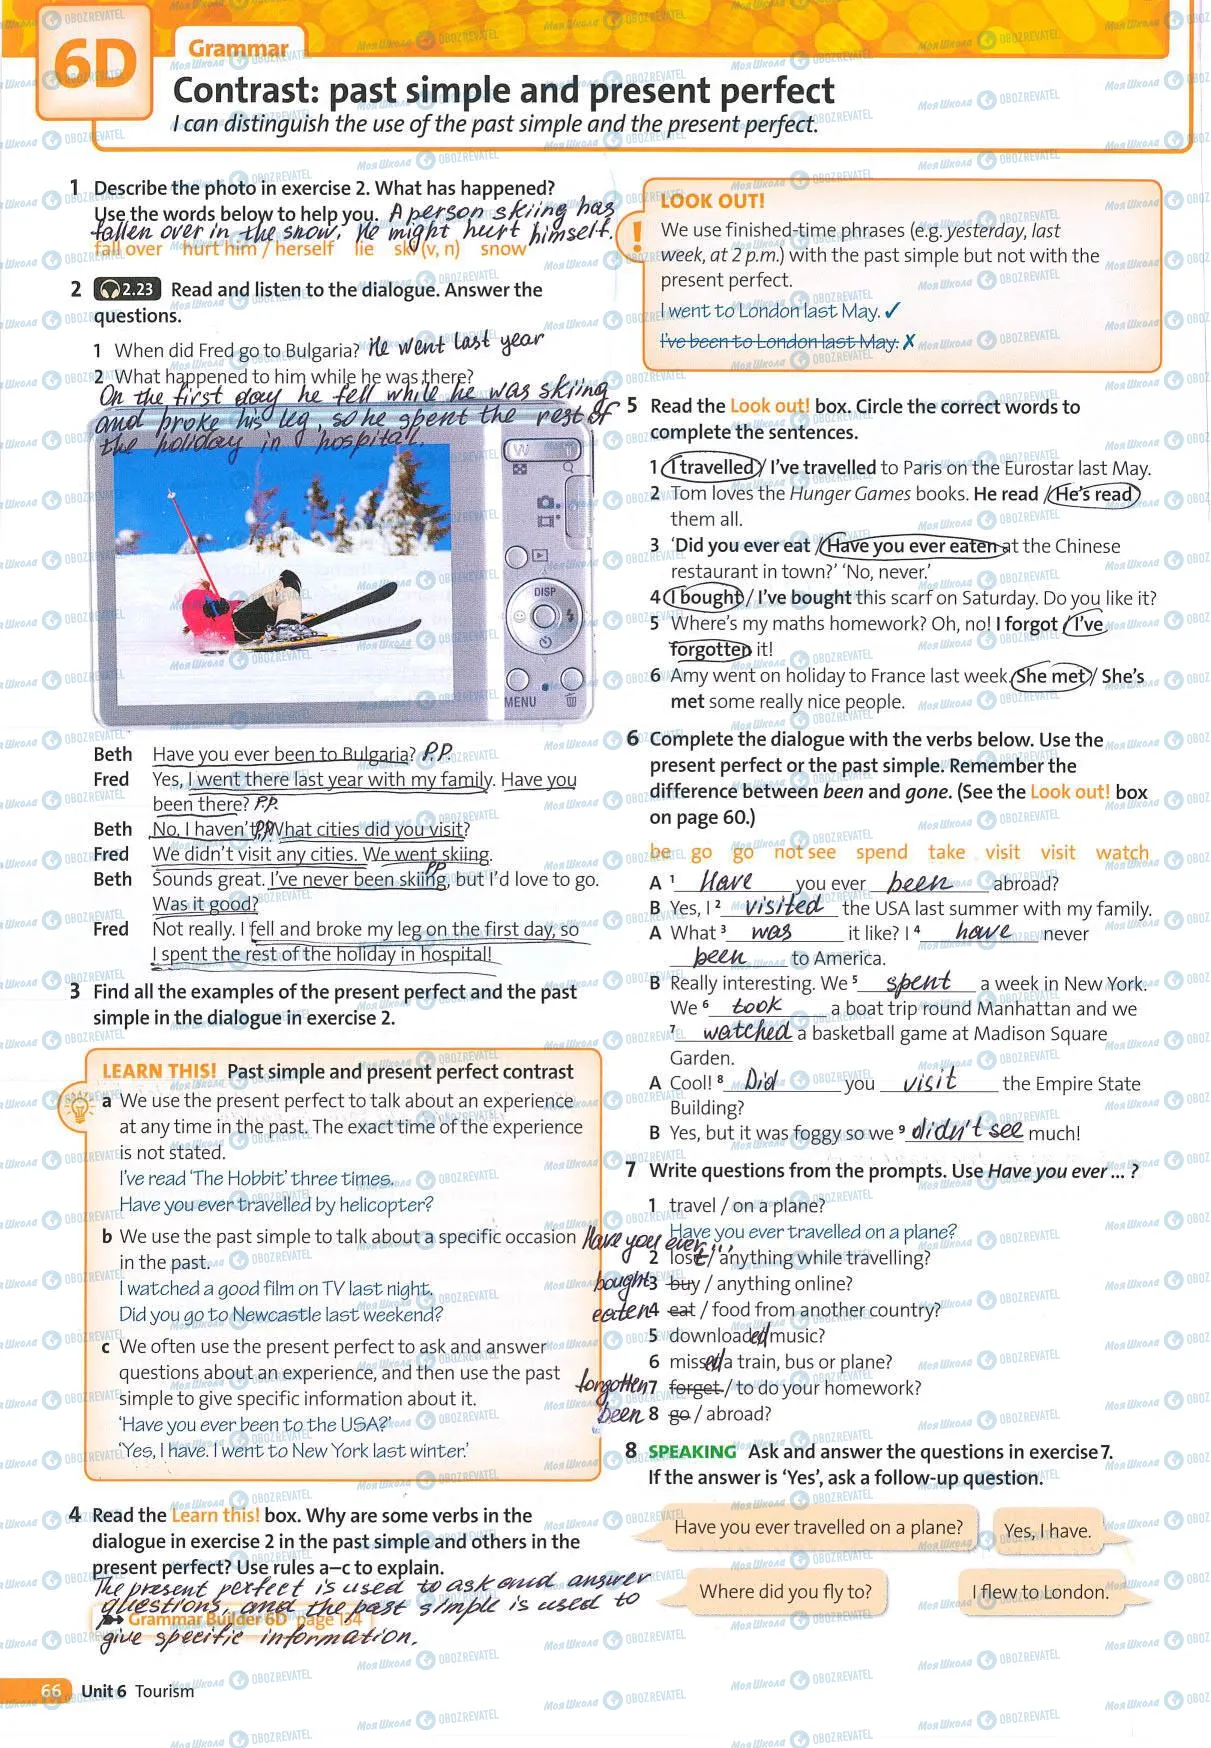 6D
Grammar
Contrast: past simple and present perfect
I can distinguish the use of the past simple and the present perfect.
1 Describe the photo in exercise 2. What has happened?
Use the words below to help you. A person skiing has
fallen over in the snow. He might hurt himself.
fall over hurt him / herself lie ski (v, n) snow
2 2.23 Read and listen to the dialogue. Answer the
questions.
1 When did Fred go to Bulgaria? He went last year
2 What happened to him while he was there?
On the first day he fell while he was skiing
and broke his leg, so he spent the rest of
the holiday in hospital.
W T
DISP
MENU
Beth Have you ever been to Bulgaria? P.P.
Fred Yes, I went there last year with my family. Have you
been there? P.P.
Beth No, I haven't. P.P. What cities did you visit?
Fred We didn't visit any cities. We went skiing.
Beth Sounds great. I've never been skiing, but I'd love to go. PP
Was it good?
Fred Not really. I fell and broke my leg on the first day, so
I spent the rest of the holiday in hospital!
3 Find all the examples of the present perfect and the past
simple in the dialogue in exercise 2.
LEARN THIS! Past simple and present perfect contrast
a We use the present perfect to talk about an experience
at any time in the past. The exact time of the experience
is not stated.
I've read 'The Hobbit' three times.
Have you ever travelled by helicopter?
b We use the past simple to talk about a specific occasion
in the past.
I watched a good film on TV last night.
Did you go to Newcastle last weekend?
c We often use the present perfect to ask and answer
questions about an experience, and then use the past
simple to give specific information about it.
'Have you ever been to the USA?'
'Yes, I have. I went to New York last winter.'
4 Read the Learn this! box. Why are some verbs in the
dialogue in exercise 2 in the past simple and others in the
present perfect? Use rules a–c to explain.
The present perfect is used to ask and answer
questions, and the past simple is used to
Grammar Builder 6D page 134
give specific information.
66 Unit 6 Tourism
LOOK OUT!
! We use finished-time phrases (e.g. yesterday, last
week, at 2 p.m.) with the past simple but not with the
present perfect.
I went to London last May. ✓
I've been to London last May. ✗
5 Read the Look out! box. Circle the correct words to
complete the sentences.
1 I travelled / I've travelled to Paris on the Eurostar last May.
2 Tom loves the Hunger Games books. He read / He's read
them all.
3 'Did you ever eat / Have you ever eaten at the Chinese
restaurant in town?' 'No, never.'
4 I bought / I've bought this scarf on Saturday. Do you like it?
5 Where's my maths homework? Oh, no! I forgot / I've
forgotten it!
6 Amy went on holiday to France last week. She met / She's
met some really nice people.
6 Complete the dialogue with the verbs below. Use the
present perfect or the past simple. Remember the
difference between been and gone. (See the Look out! box
on page 60.)
be go go not see spend take visit visit watch
A 1 Have you ever been abroad?
B Yes, I 2 visited the USA last summer with my family.
A What 3 was it like? I 4 have never
been to America.
B Really interesting. We 5 spent a week in New York.
We 6 took a boat trip round Manhattan and we
7 watched a basketball game at Madison Square
Garden.
A Cool! 8 Did you visit the Empire State
Building?
B Yes, but it was foggy so we 9 didn't see much!
7 Write questions from the prompts. Use Have you ever ... ?
1 travel / on a plane?
Have you ever travelled on a plane?
Have you ever...
2 lost / anything while travelling?
bought 3 buy / anything online?
eaten 4 eat / food from another country?
5 downloaded music?
6 missed a train, bus or plane?
forgotten 7 forget / to do your homework?
been 8 go / abroad?
8 SPEAKING Ask and answer the questions in exercise 7.
If the answer is 'Yes', ask a follow-up question.
Have you ever travelled on a plane? Yes, I have.
Where did you fly to? I flew to London.
Моя Школа OBOZREVATEL